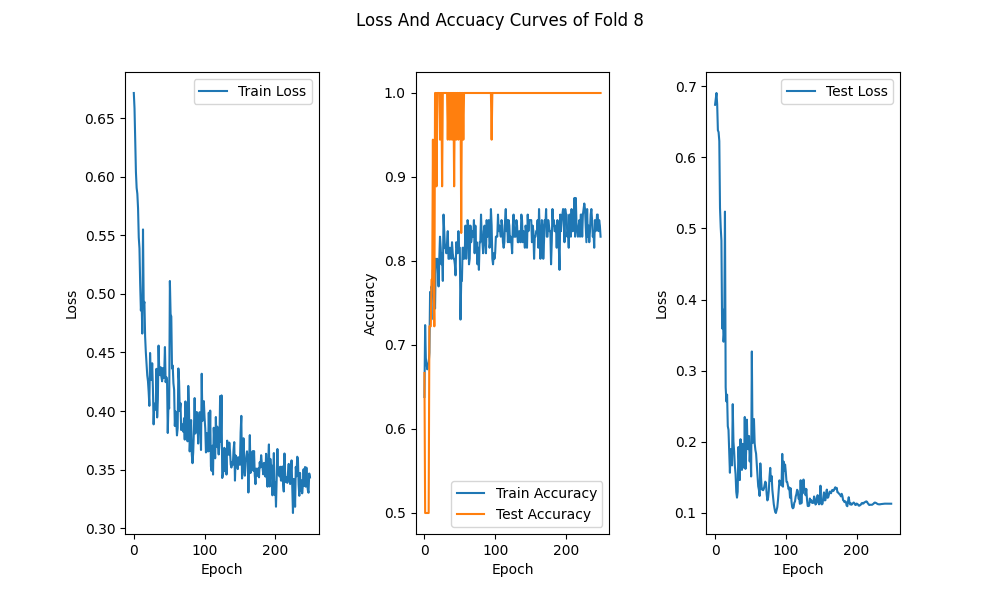 Loss And Accuacy Curves of Fold 8
Train Loss
0.65
0.60
0.55
0.50
0.45
0.40
0.35
0.30
Loss
0 100 200
Epoch
1.0
0.9
0.8
0.7
0.6
0.5
Accuracy
Train Accuracy
Test Accuracy
0 100 200
Epoch
Test Loss
0.7
0.6
0.5
0.4
0.3
0.2
0.1
Loss
0 100 200
Epoch